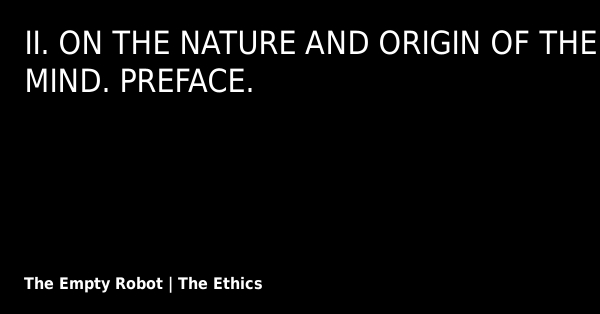 II. ON THE NATURE AND ORIGIN OF THE
MIND. PREFACE.
The Empty Robot | The Ethics